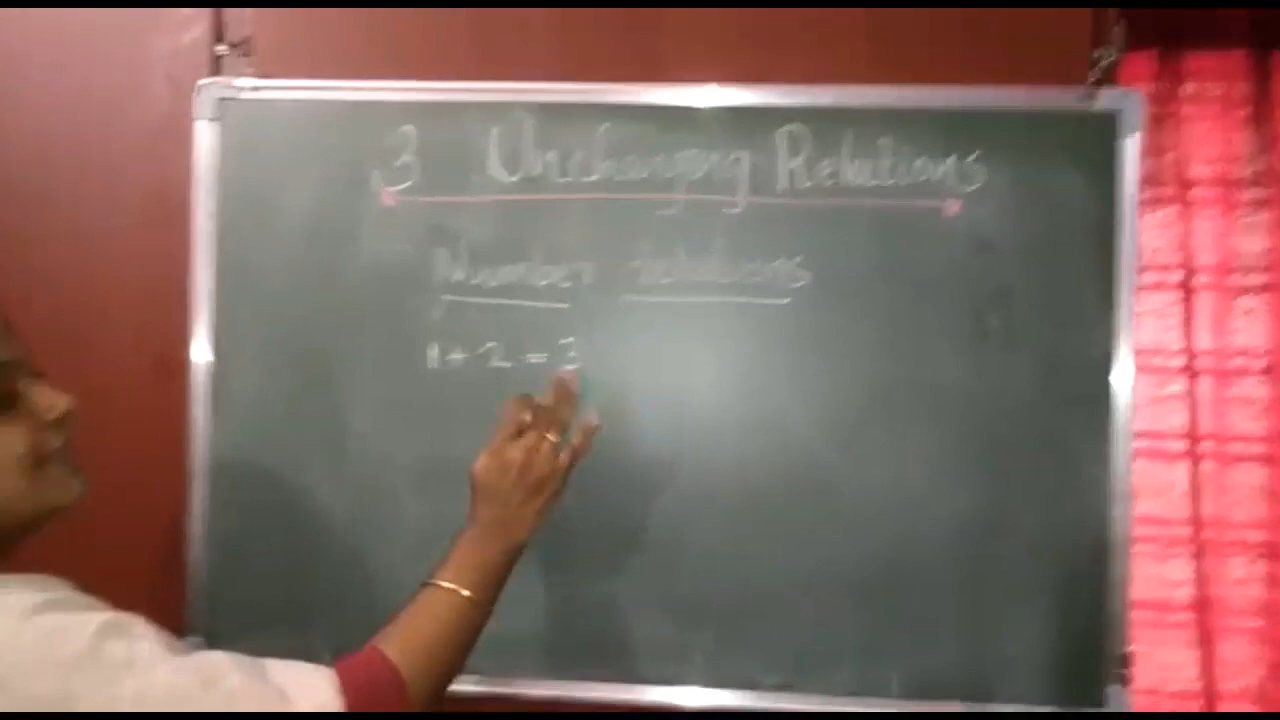 3 Unchanging Relations
Number relations
1 + 2 = 3